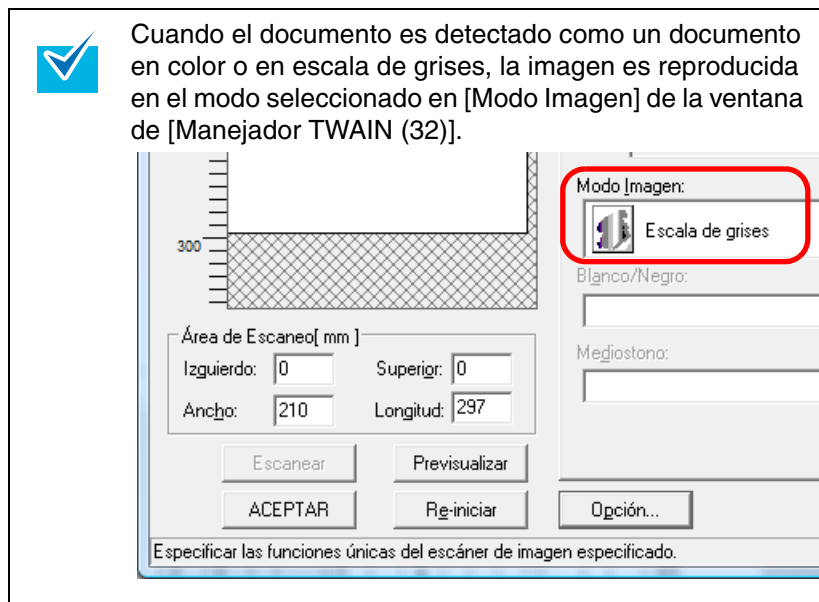 Cuando el documento es detectado como un documento
en color o en escala de grises, la imagen es reproducida
en el modo seleccionado en [Modo Imagen] de la ventana
de [Manejador TWAIN (32)].
300
Modo Imagen:
Escala de grises
Blanco/Negro:
Mediostono:
Área de Escaneo[ mm ]
Izguierdo: 0 Superior: 0
Ancho: 210 Longitud: 297
Escanear Previsualizar
ACEPTAR Re-iniciar Opción...
Especificar las funciones únicas del escáner de imagen especificado.